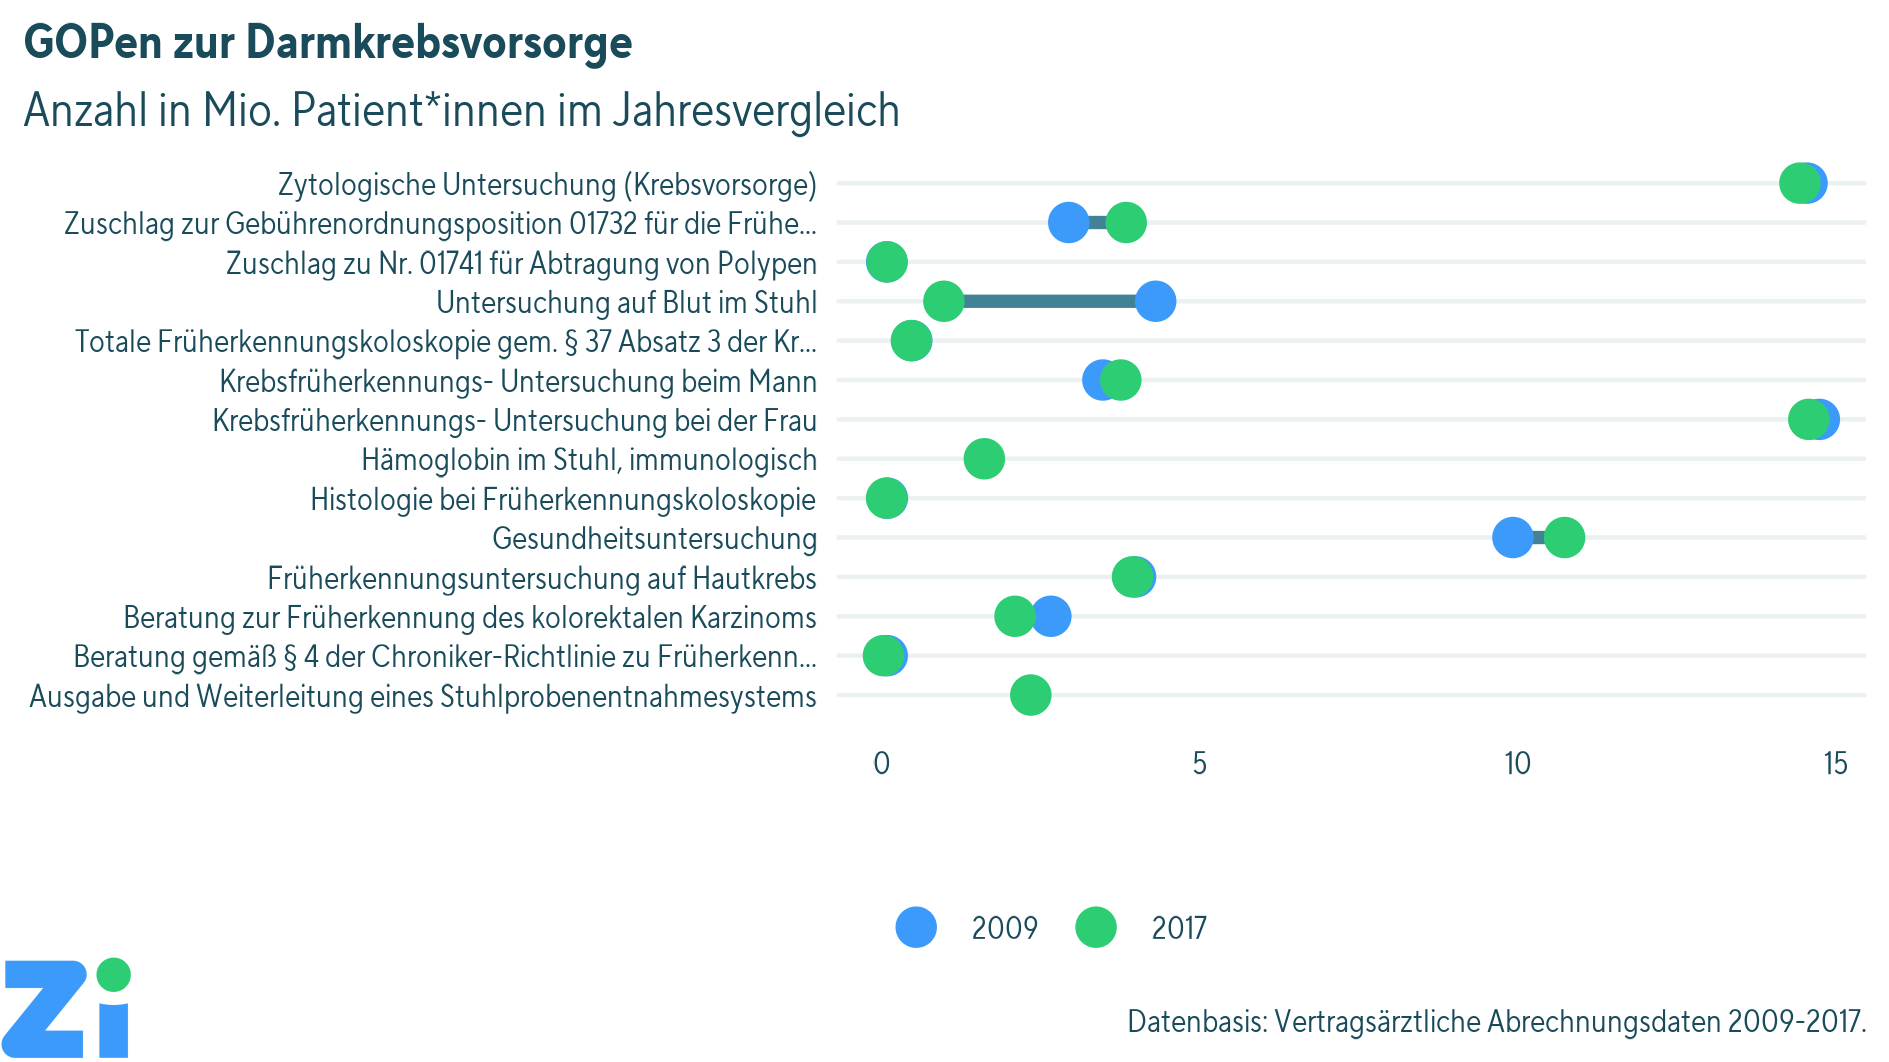 GOPen zur Darmkrebsvorsorge
Anzahl in Mio. Patient*innen im Jahresvergleich
Zytologische Untersuchung (Krebsvorsorge)
Zuschlag zur Gebührenordnungsposition 01732 für die Frühe...
Zuschlag zu Nr. 01741 für Abtragung von Polypen
Untersuchung auf Blut im Stuhl
Totale Früherkennungskoloskopie gem. § 37 Absatz 3 der Kr...
Krebsfrüherkennungs- Untersuchung beim Mann
Krebsfrüherkennungs- Untersuchung bei der Frau
Hämoglobin im Stuhl, immunologisch
Histologie bei Früherkennungskoloskopie
Gesundheitsuntersuchung
Früherkennungsuntersuchung auf Hautkrebs
Beratung zur Früherkennung des kolorektalen Karzinoms
Beratung gemäß § 4 der Chroniker-Richtlinie zu Früherkenn...
Ausgabe und Weiterleitung eines Stuhlprobenentnahmesystems
0 5 10 15
2009 2017
Zi
Datenbasis: Vertragsärztliche Abrechnungsdaten 2009-2017.